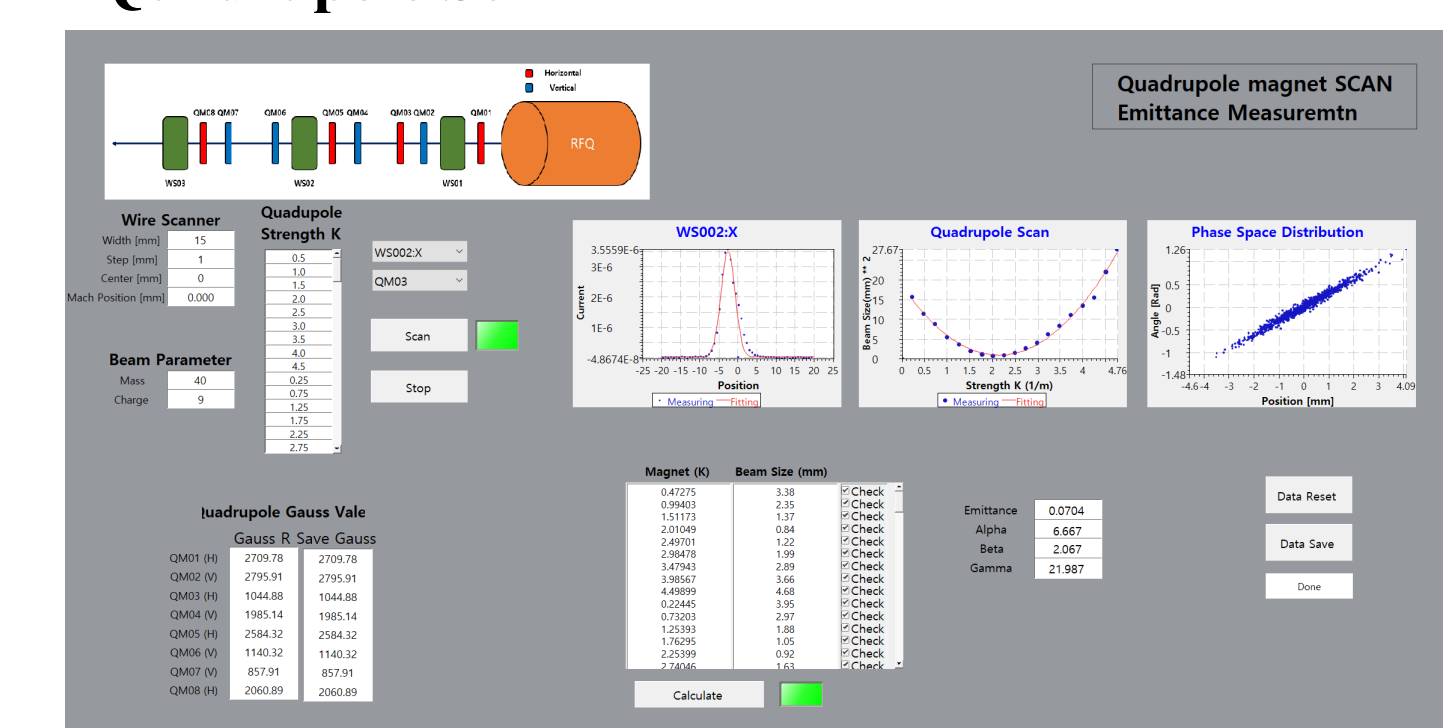 Horizontal
Vertical
QM08 QM07 QM06 QM05 QM04 QM03 QM02 QM01
RFQ
WS03 WS02 WS01
Quadrupole magnet SCAN
Emittance Measuremtn
Wire Scanner
Width [mm] 15
Step [mm] 1
Center [mm] 0
Mach Position [mm] 0.000
Beam Parameter
Mass 40
Charge 9
Quadupole
Strength K
0.5
1.0
1.5
2.0
2.5
3.0
3.5
4.0
4.5
0.25
0.75
1.25
1.75
2.25
2.75
WS002:X
QM03
Scan
Stop
WS002:X
3.5559E-6
3E-6
2E-6
1E-6
-4.8674E-8
Current
-25 -20 -15 -10 -5 0 5 10 15 20 25
Position
Measuring Fitting
Quadrupole Scan
27.67
20
15
10
5
0
Beam Size(mm) ** 2
0 0.5 1 1.5 2 2.5 3 3.5 4 4.76
Strength K (1/m)
Measuring Fitting
Phase Space Distribution
1.26
0.5
0
-0.5
-1
-1.48
Angle [Rad]
-4.6 -4 -3 -2 -1 0 1 2 3 4.09
Position [mm]
Magnet (K) Beam Size (mm)
0.47275 3.38 Check
0.99403 2.35 Check
1.51173 1.37 Check
2.01049 0.84 Check
2.49701 1.22 Check
2.98478 1.99 Check
3.47943 2.89 Check
3.98567 3.66 Check
4.49899 4.68 Check
0.22445 3.95 Check
0.73203 2.97 Check
1.25393 1.88 Check
1.76295 1.05 Check
2.25399 0.92 Check
2.74046 1.63 Check
Calculate
Emittance 0.0704
Alpha 6.667
Beta 2.067
Gamma 21.987
Data Reset
Data Save
Done
uadrupole Gauss Vale
Gauss R Save Gauss
QM01 (H) 2709.78 2709.78
QM02 (V) 2795.91 2795.91
QM03 (H) 1044.88 1044.88
QM04 (V) 1985.14 1985.14
QM05 (H) 2584.32 2584.32
QM06 (V) 1140.32 1140.32
QM07 (V) 857.91 857.91
QM08 (H) 2060.89 2060.89